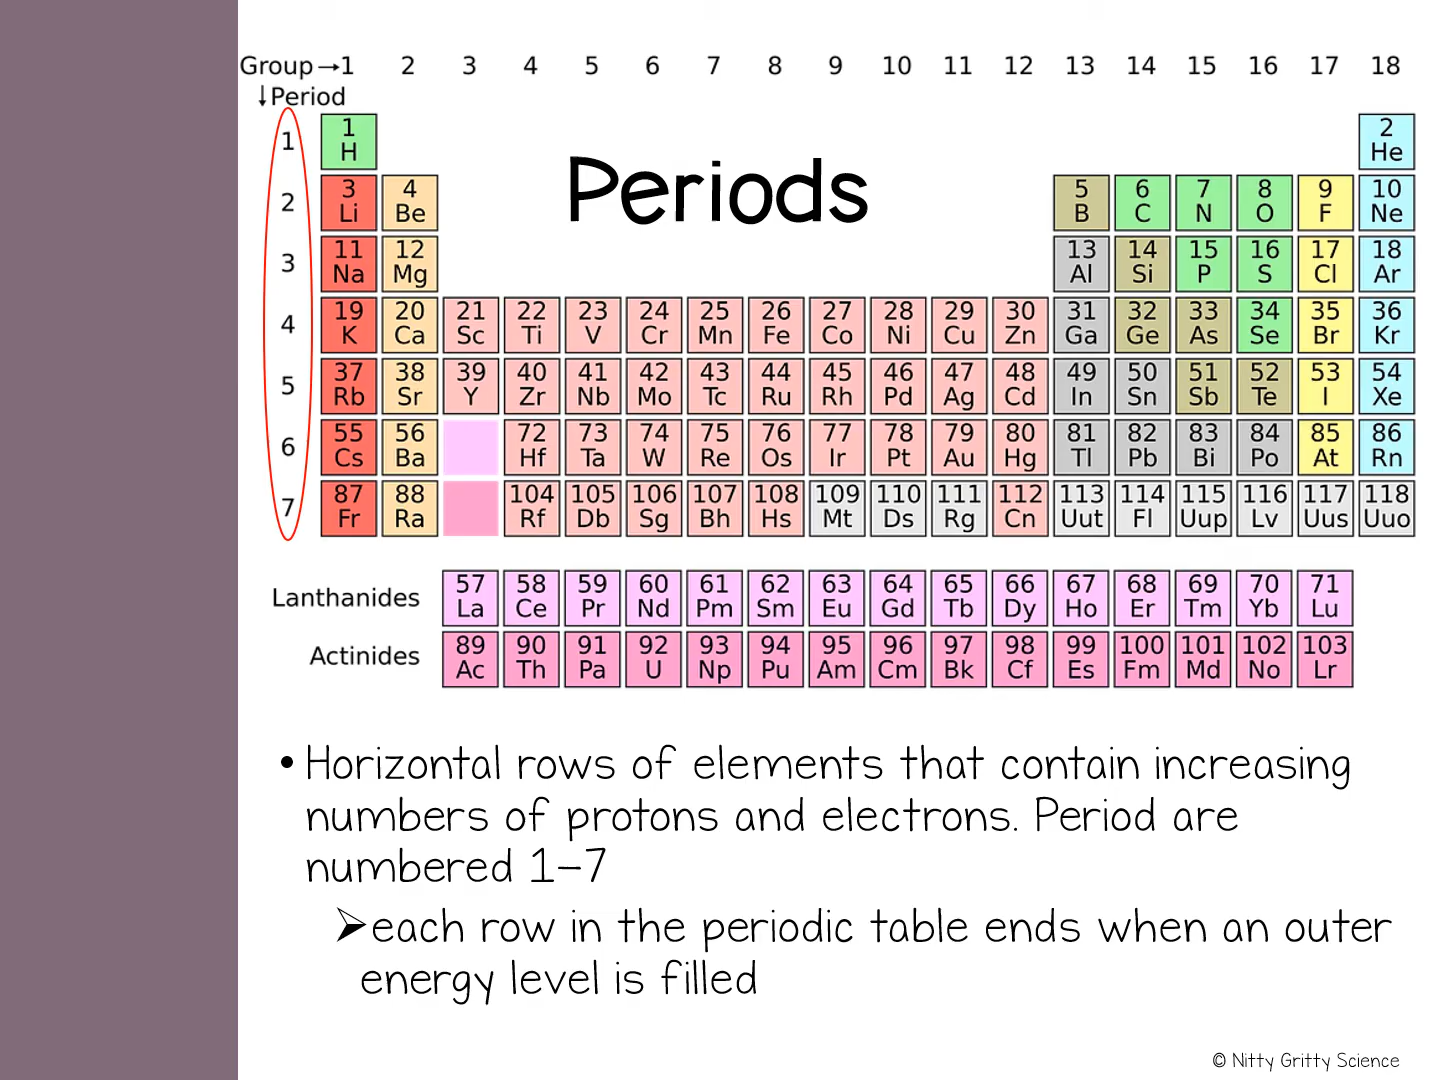 Group →1 2 3 4 5 6 7 8 9 10 11 12 13 14 15 16 17 18
↓Period
Periods
1 1 2
H He
2 3 4 5 6 7 8 9 10
Li Be B C N O F Ne
3 11 12 13 14 15 16 17 18
Na Mg Al Si P S Cl Ar
4 19 20 21 22 23 24 25 26 27 28 29 30 31 32 33 34 35 36
K Ca Sc Ti V Cr Mn Fe Co Ni Cu Zn Ga Ge As Se Br Kr
5 37 38 39 40 41 42 43 44 45 46 47 48 49 50 51 52 53 54
Rb Sr Y Zr Nb Mo Tc Ru Rh Pd Ag Cd In Sn Sb Te I Xe
6 55 56 72 73 74 75 76 77 78 79 80 81 82 83 84 85 86
Cs Ba Hf Ta W Re Os Ir Pt Au Hg Tl Pb Bi Po At Rn
7 87 88 104 105 106 107 108 109 110 111 112 113 114 115 116 117 118
Fr Ra Rf Db Sg Bh Hs Mt Ds Rg Cn Uut Fl Uup Lv Uus Uuo
Lanthanides 57 58 59 60 61 62 63 64 65 66 67 68 69 70 71
La Ce Pr Nd Pm Sm Eu Gd Tb Dy Ho Er Tm Yb Lu
Actinides 89 90 91 92 93 94 95 96 97 98 99 100 101 102 103
Ac Th Pa U Np Pu Am Cm Bk Cf Es Fm Md No Lr
• Horizontal rows of elements that contain increasing
numbers of protons and electrons. Period are
numbered 1–7
➢each row in the periodic table ends when an outer
energy level is filled
© Nitty Gritty Science